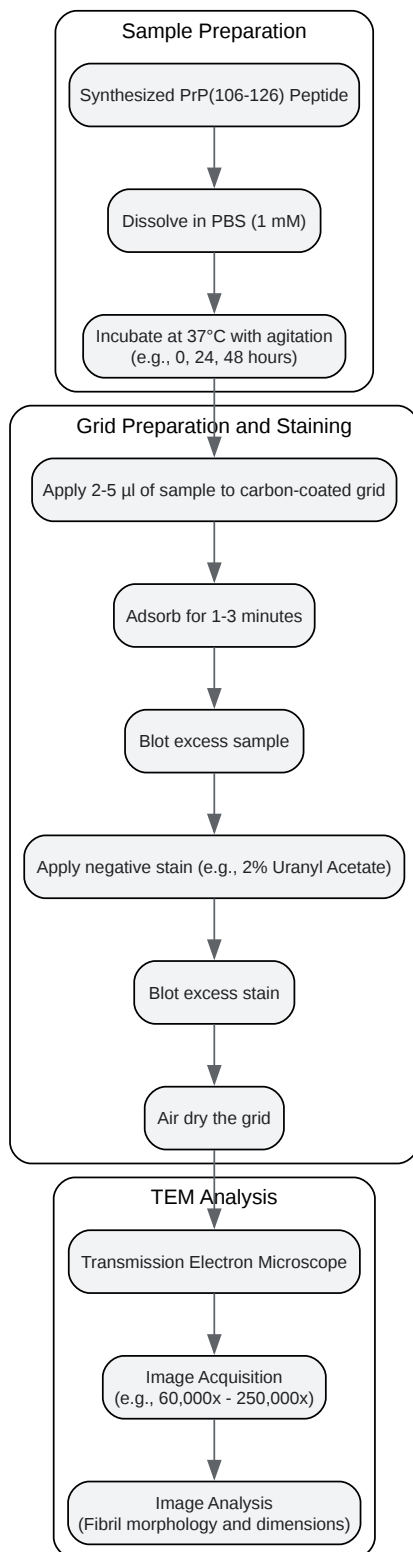 Sample Preparation
Synthesized PrP(106-126) Peptide
Dissolve in PBS (1 mM)
Incubate at 37°C with agitation
(e.g., 0, 24, 48 hours)
Grid Preparation and Staining
Apply 2-5 µl of sample to carbon-coated grid
Adsorb for 1-3 minutes
Blot excess sample
Apply negative stain (e.g., 2% Uranyl Acetate)
Blot excess stain
Air dry the grid
TEM Analysis
Transmission Electron Microscope
Image Acquisition
(e.g., 60,000x - 250,000x)
Image Analysis
(Fibril morphology and dimensions)